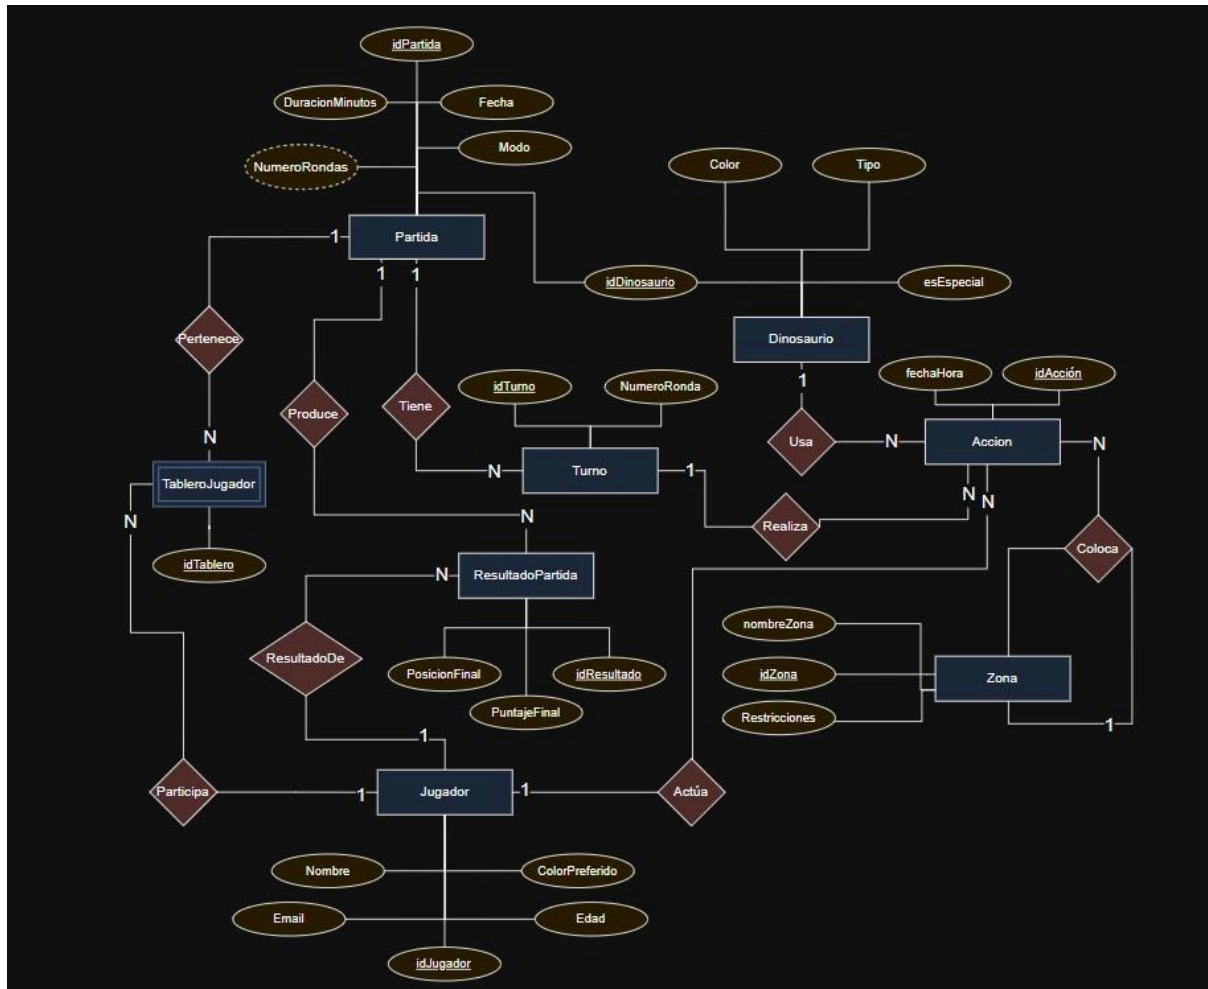 idPartida
DuracionMinutos
Fecha
Modo
NumeroRondas
Color
Tipo
Partida
1
1
1
idDinosaurio
esEspecial
Pertenece
Dinosaurio
1
fechaHora
idAcción
idTurno
NumeroRonda
Produce
Tiene
N
Usa
N
Accion
N
TableroJugador
N
Turno
1
N
N
N
N
Realiza
Coloca
idTablero
N
ResultadoPartida
nombreZona
ResultadoDe
PosicionFinal
idResultado
idZona
Zona
PuntajeFinal
Restricciones
1
1
Participa
1
Jugador
1
Actúa
Nombre
ColorPreferido
Email
Edad
idJugador